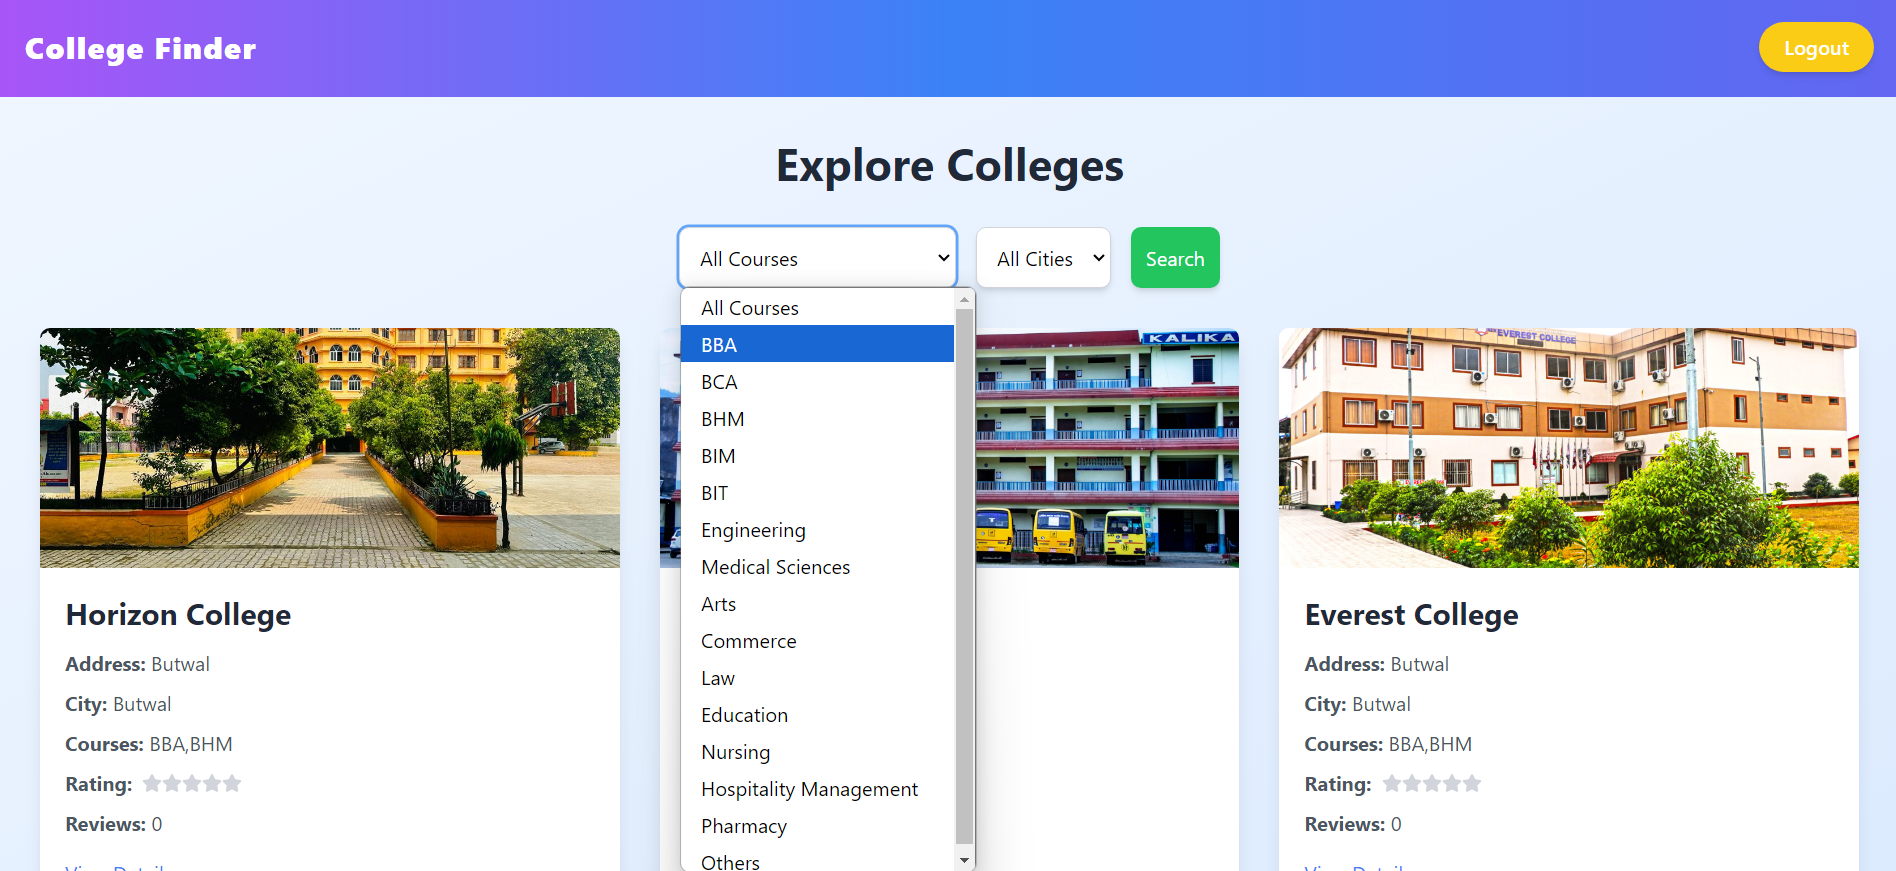 College Finder
Logout
Explore Colleges
All Courses
All Cities
Search
All Courses
BBA
BCA
BHM
BIM
BIT
Engineering
Medical Sciences
Arts
Commerce
Law
Education
Nursing
Hospitality Management
Pharmacy
Others
KALIKA
EVEREST COLLEGE
Horizon College
Address: Butwal
City: Butwal
Courses: BBA,BHM
Rating:
Reviews: 0
Everest College
Address: Butwal
City: Butwal
Courses: BBA,BHM
Rating:
Reviews: 0